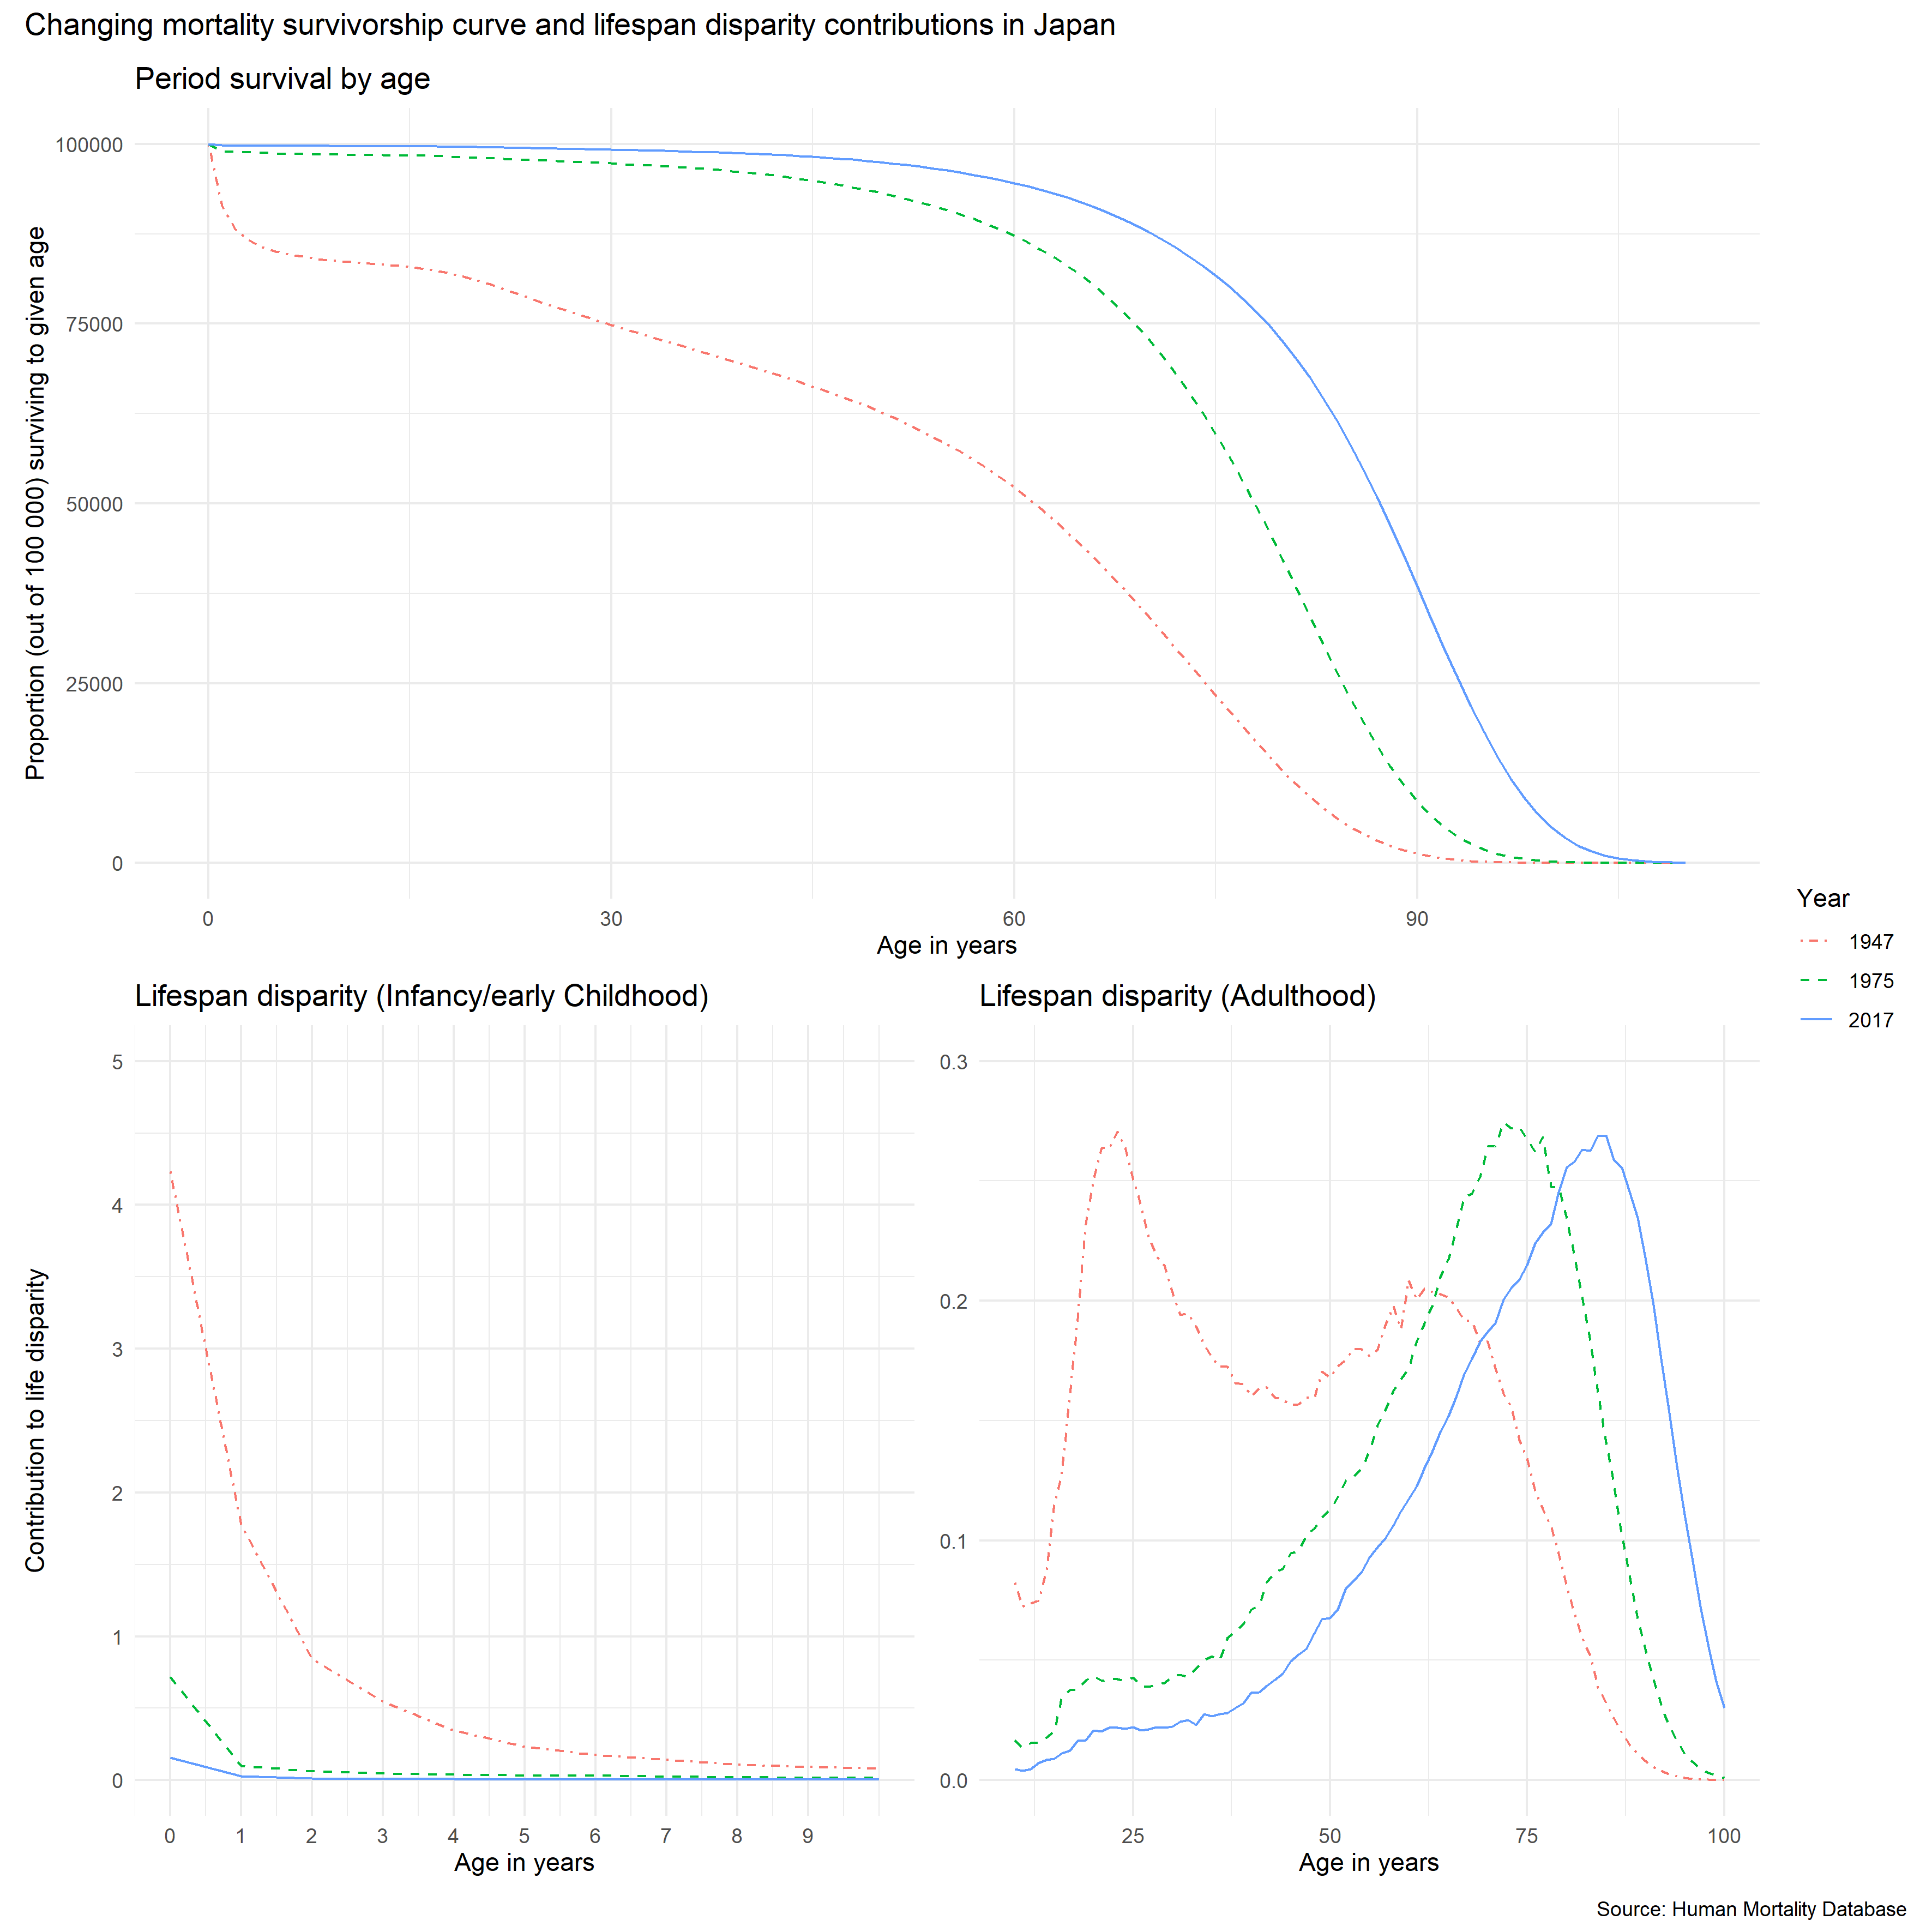 Changing mortality survivorship curve and lifespan disparity contributions in Japan
Period survival by age
Proportion (out of 100 000) surviving to given age
100000
75000
50000
25000
0
0 30 60 90
Age in years
Year
1947
1975
2017
Lifespan disparity (Infancy/early Childhood)
Contribution to life disparity
5
4
3
2
1
0
0 1 2 3 4 5 6 7 8 9
Age in years
Lifespan disparity (Adulthood)
0.3
0.2
0.1
0.0
25 50 75 100
Age in years
Source: Human Mortality Database